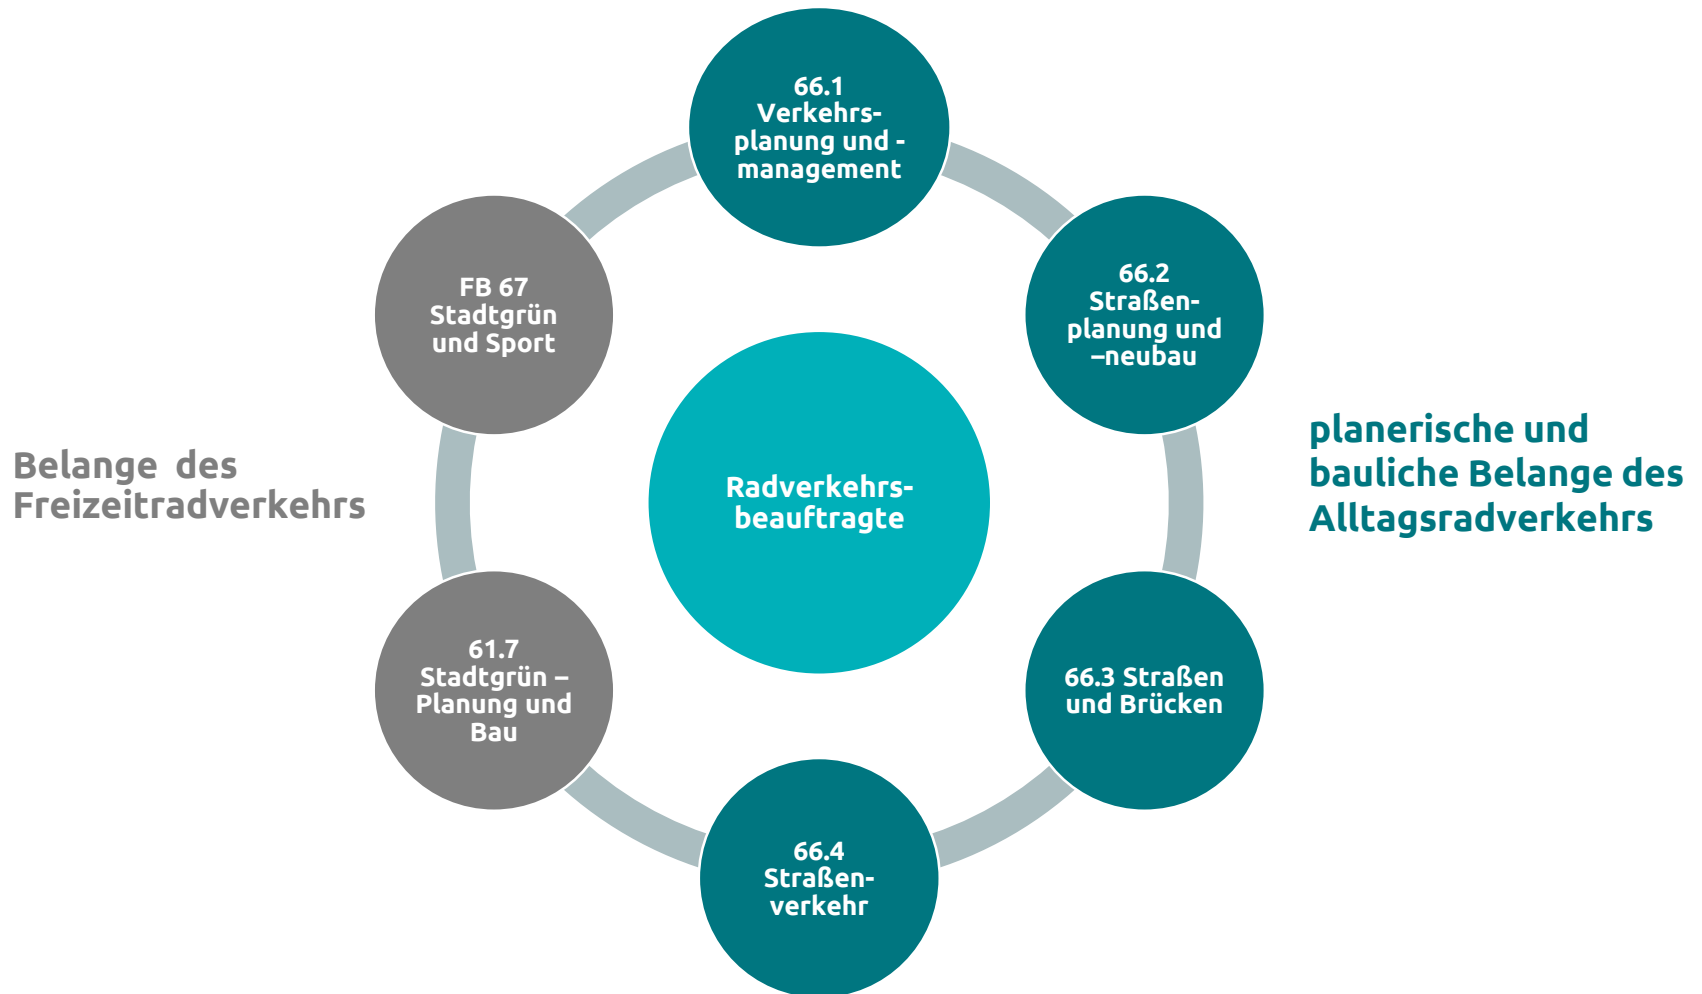 66.1
Verkehrs-
planung und -
management
FB 67
Stadtgrün
und Sport
66.2
Straßen-
planung und
–neubau
Belange des
Freizeitradverkehrs
Radverkehrs-
beauftragte
planerische und
bauliche Belange des
Alltagsradverkehrs
61.7
Stadtgrün –
Planung und
Bau
66.3 Straßen
und Brücken
66.4
Straßen-
verkehr